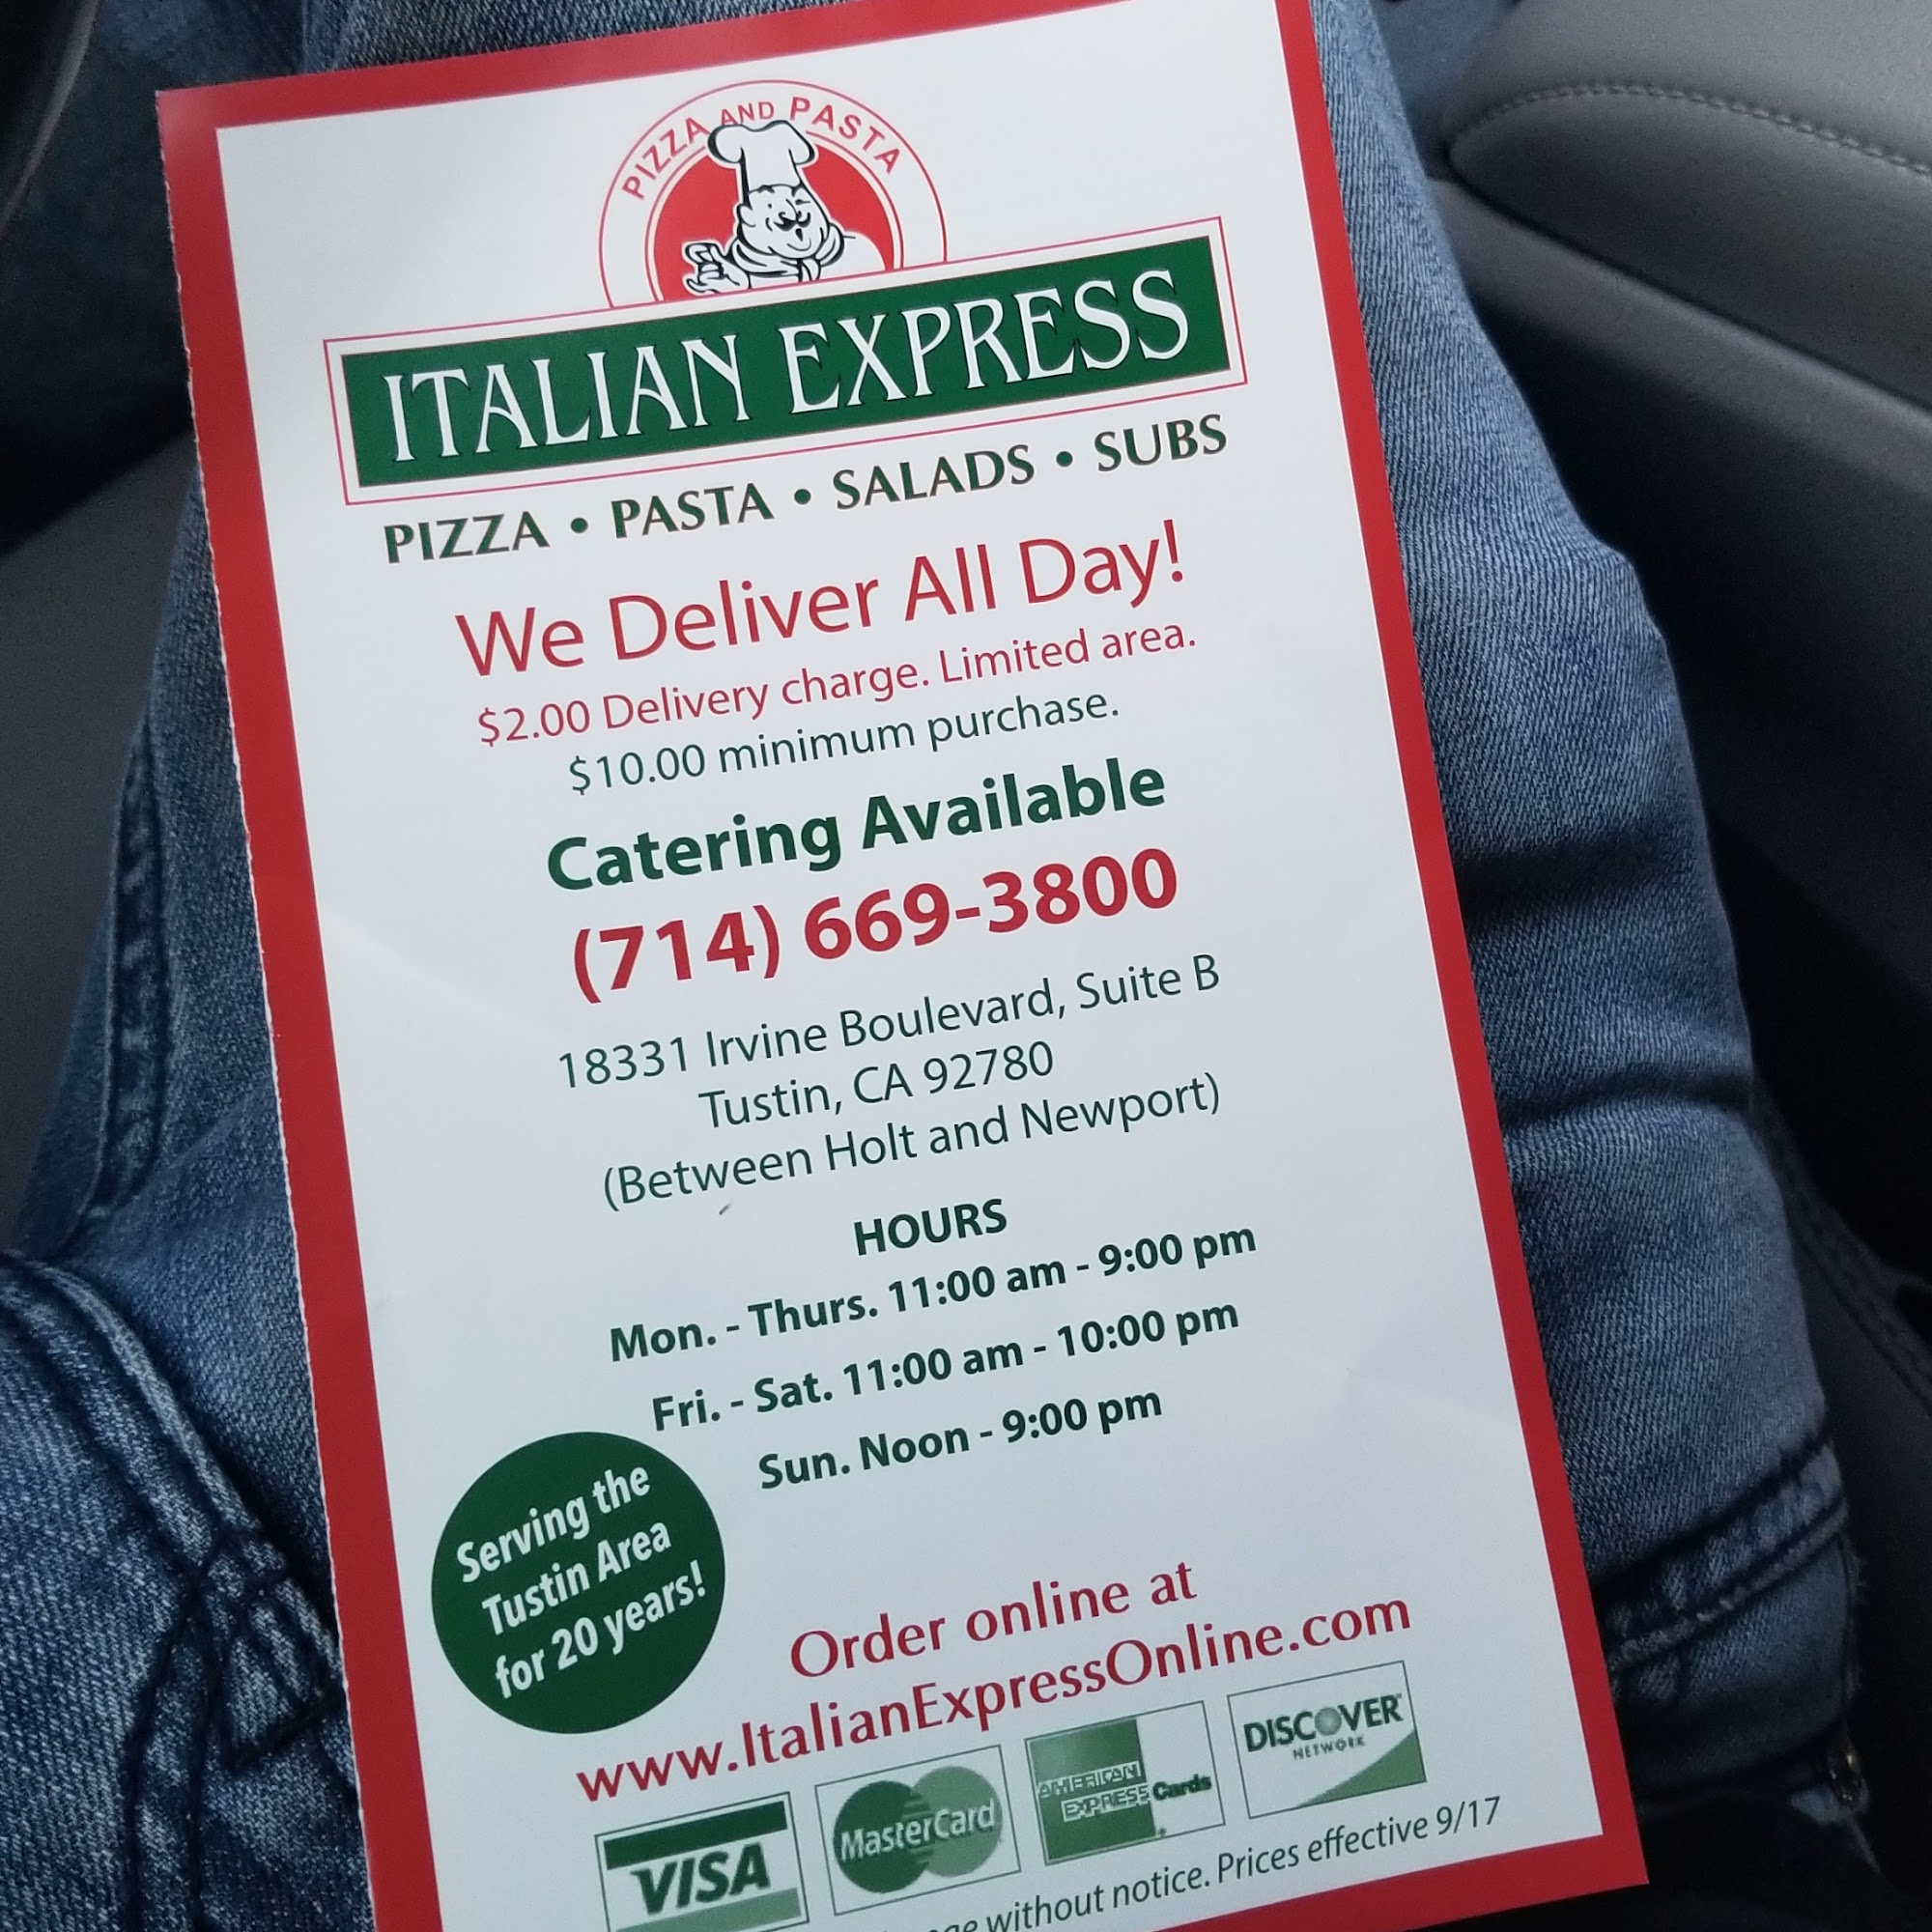 PIZZA AND PASTA
ITALIAN EXPRESS
PIZZA • PASTA • SALADS • SUBS
We Deliver All Day!
$2.00 Delivery charge. Limited area.
$10.00 minimum purchase.
Catering Available
(714) 669-3800
18331 Irvine Boulevard, Suite B
Tustin, CA 92780
(Between Holt and Newport)
HOURS
Mon. - Thurs. 11:00 am - 9:00 pm
Fri. - Sat. 11:00 am - 10:00 pm
Sun. Noon - 9:00 pm
Serving the
Tustin Area
for 20 years!
Order online at
www.ItalianExpressOnline.com
VISA
MasterCard
AMERICAN
EXPRESS Cards
DISCOVER
NETWORK
without notice. Prices effective 9/17